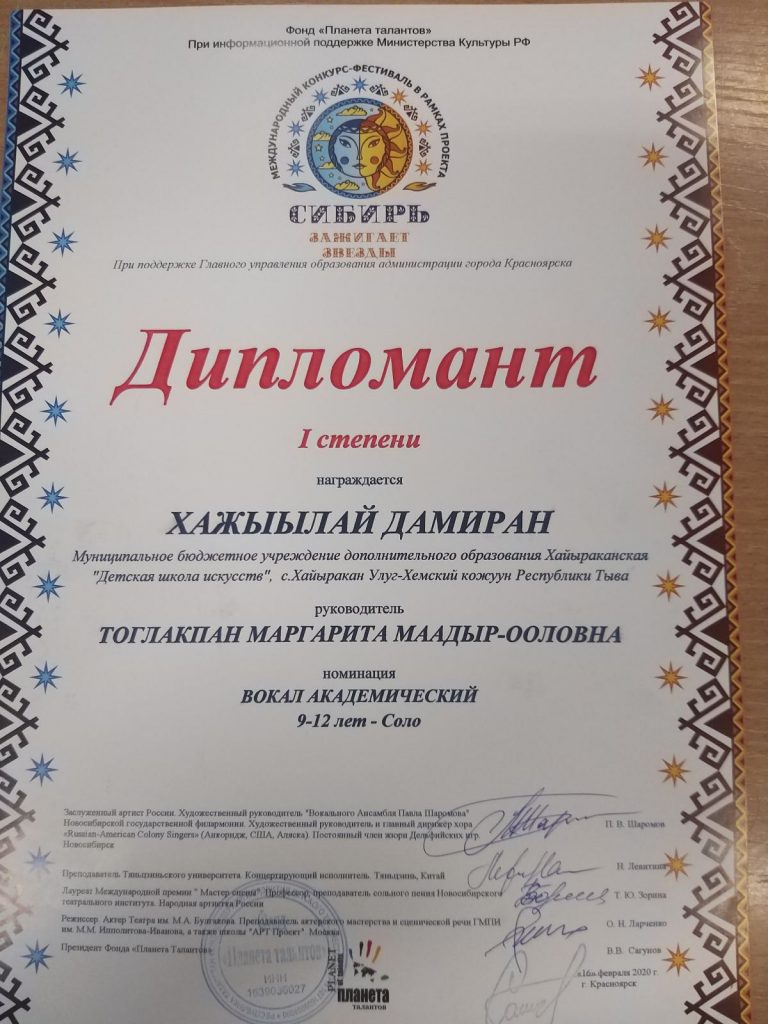 Фонд «Планета талантов»
При информационной поддержке Министерства Культуры РФ
МЕЖДУНАРОДНЫЙ КОНКУРС-ФЕСТИВАЛЬ В РАМКАХ ПРОЕКТА
СИБИРЬ
ЗАЖИГАЕТ
ЗВЕЗДЫ
При поддержке Главного управления образования администрации города Красноярска
Дипломант
I степени
награждается
ХАЖЫЫЛАЙ ДАМИРАН
Муниципальное бюджетное учреждение дополнительного образования Хайыраканская
"Детская школа искусств", с.Хайыракан Улуг-Хемский кожуун Республики Тыва
руководитель
ТОГЛАКПАН МАРГАРИТА МААДЫР-ООЛОВНА
номинация
ВОКАЛ АКАДЕМИЧЕСКИЙ
9-12 лет - Соло
Заслуженный артист России. Художественный руководитель "Вокального Ансамбля Павла Шаромова"
Новосибирской государственной филармонии. Художественный руководитель и главный дирижер хора
«Russian-American Colony Singers» (Анкоридж, США, Аляска). Постоянный член жюри Дельфийских игр.
Новосибирск
П. В. Шаромов
Преподаватель Таньцзиньского университета. Концертирующий исполнитель. Таньцзинь, Китай
Н. Левитина
Лауреат Международной премии " Мастер сцены". Профессор, преподаватель сольного пения Новосибирского
театрального института. Народная артистка России
Т. Ю. Зорина
Режиссер. Актер Театра им. М.А. Булгакова. Преподаватель актерского мастерства и сценической речи ГМПИ
им. М.М. Ипполитова-Иванова, а также школы "АРТ Проект" Москва
О. Н. Ларченко
Президент Фонда «Планета Талантов»
В.В. Сагунов
«Планета талантов»
ИНН
PLANET
of talants
планета
талантов
«16» февраля 2020 г.
г. Красноярск